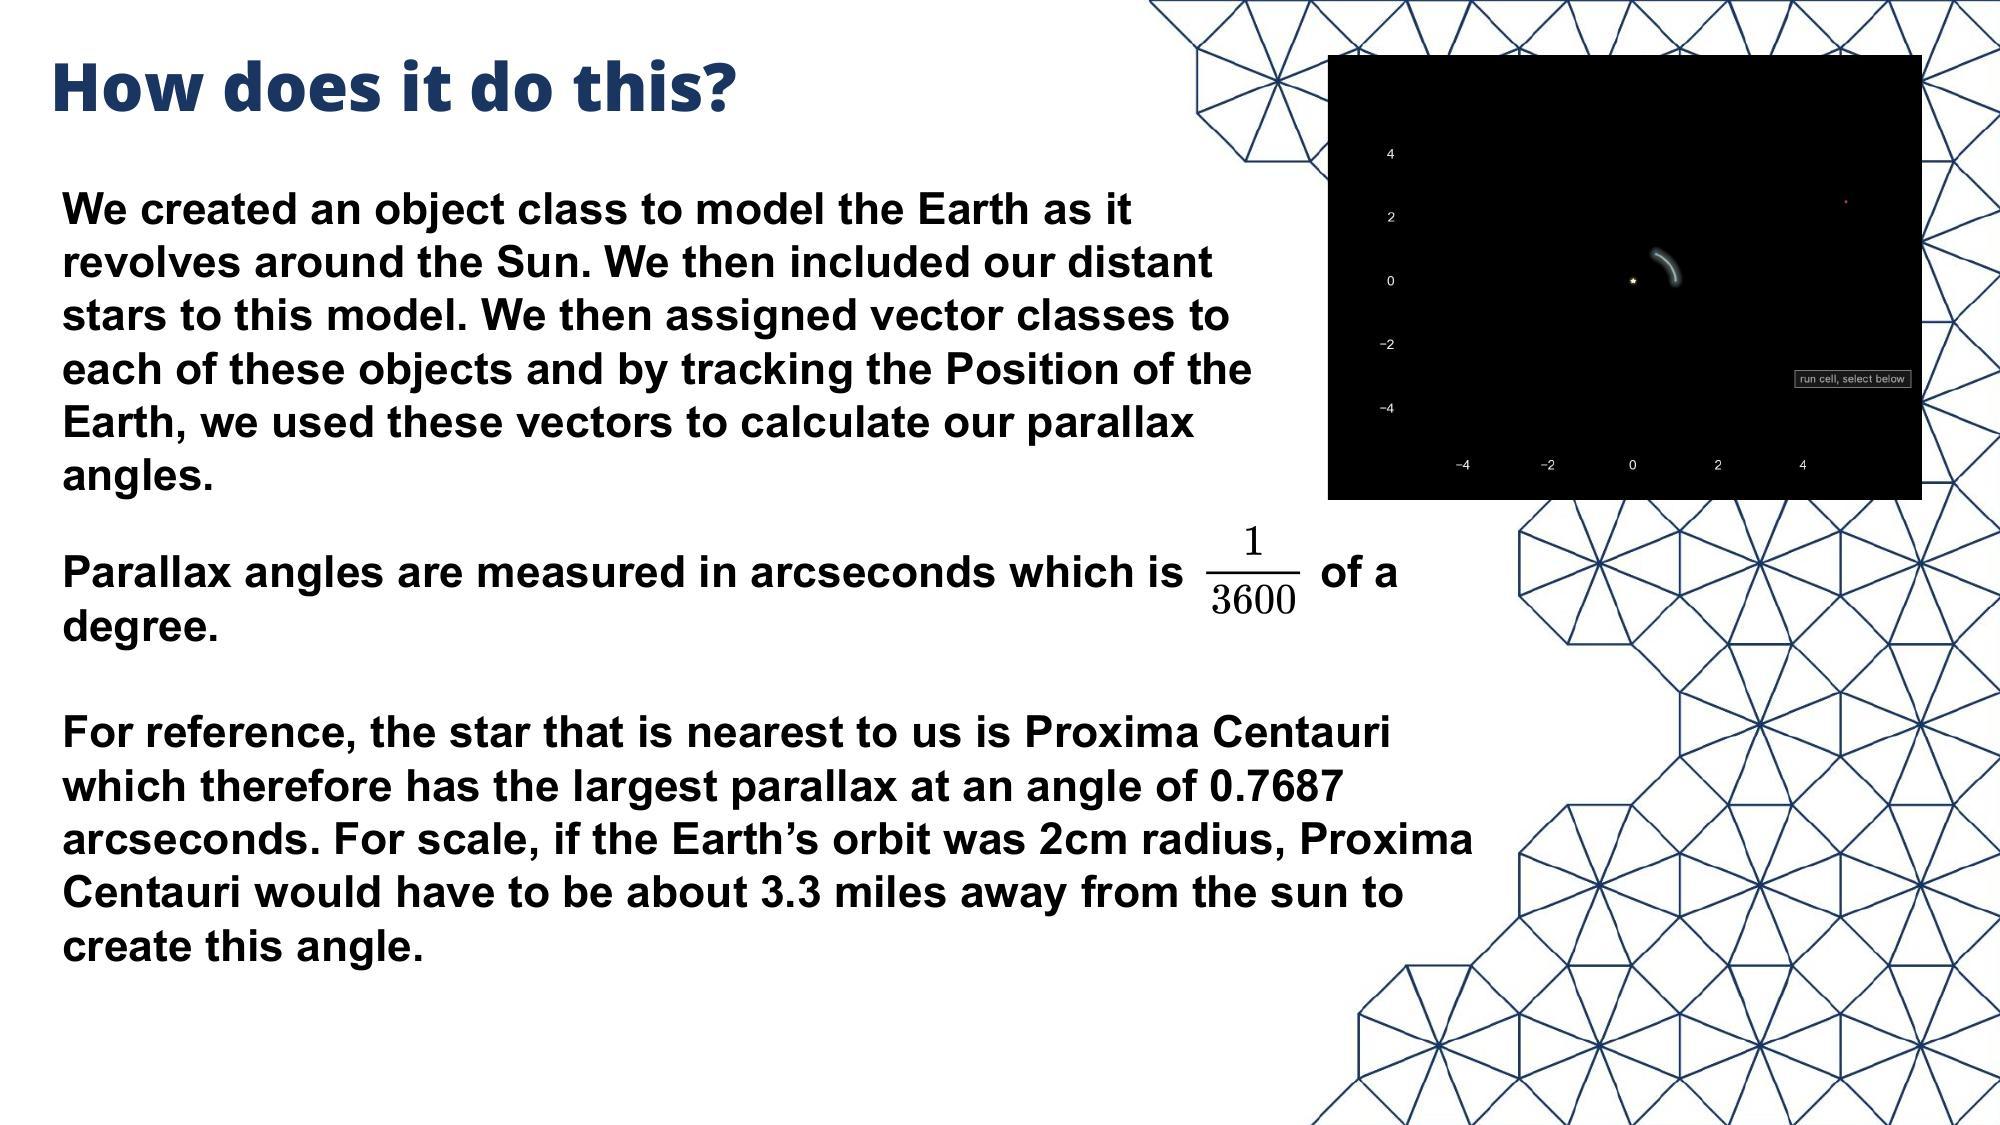 How does it do this?
We created an object class to model the Earth as it
revolves around the Sun. We then included our distant
stars to this model. We then assigned vector classes to
each of these objects and by tracking the Position of the
Earth, we used these vectors to calculate our parallax
angles.
4
2
0
−2
−4
run cell, select below
−4 −2 0 2 4
Parallax angles are measured in arcseconds which is 1/3600 of a
degree.
For reference, the star that is nearest to us is Proxima Centauri
which therefore has the largest parallax at an angle of 0.7687
arcseconds. For scale, if the Earth’s orbit was 2cm radius, Proxima
Centauri would have to be about 3.3 miles away from the sun to
create this angle.